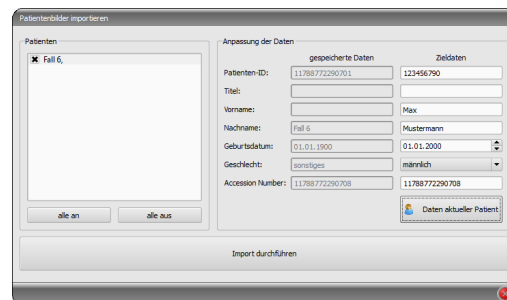 Patientenbilder importieren
Patienten
Fall 6,
alle an
alle aus
Anpassung der Daten
gespeicherte Daten Zieldaten
Patienten-ID: 11788772290701 123456790
Titel:
Vorname: Max
Nachname: Fall 6 Mustermann
Geburtsdatum: 01.01.1900 01.01.2000
Geschlecht: sonstiges männlich
Accession Number: 11788772290708 11788772290708
Daten aktueller Patient
Import durchführen